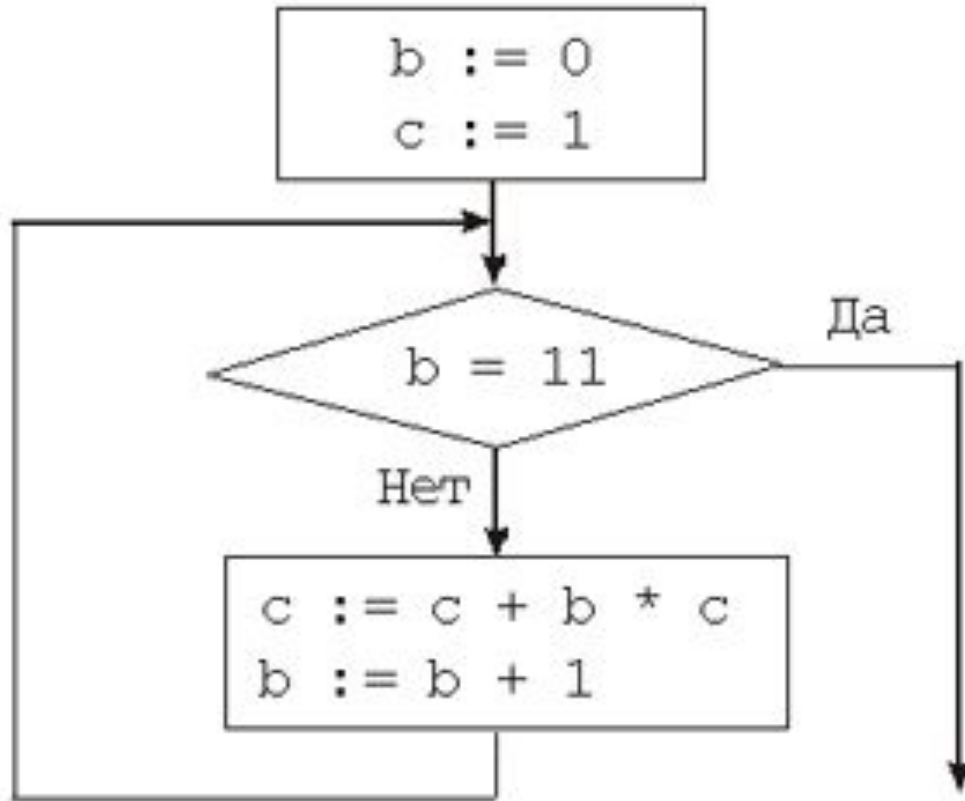 b := 0
c := 1
Да
b = 11
Нет
c := c + b * c
b := b + 1